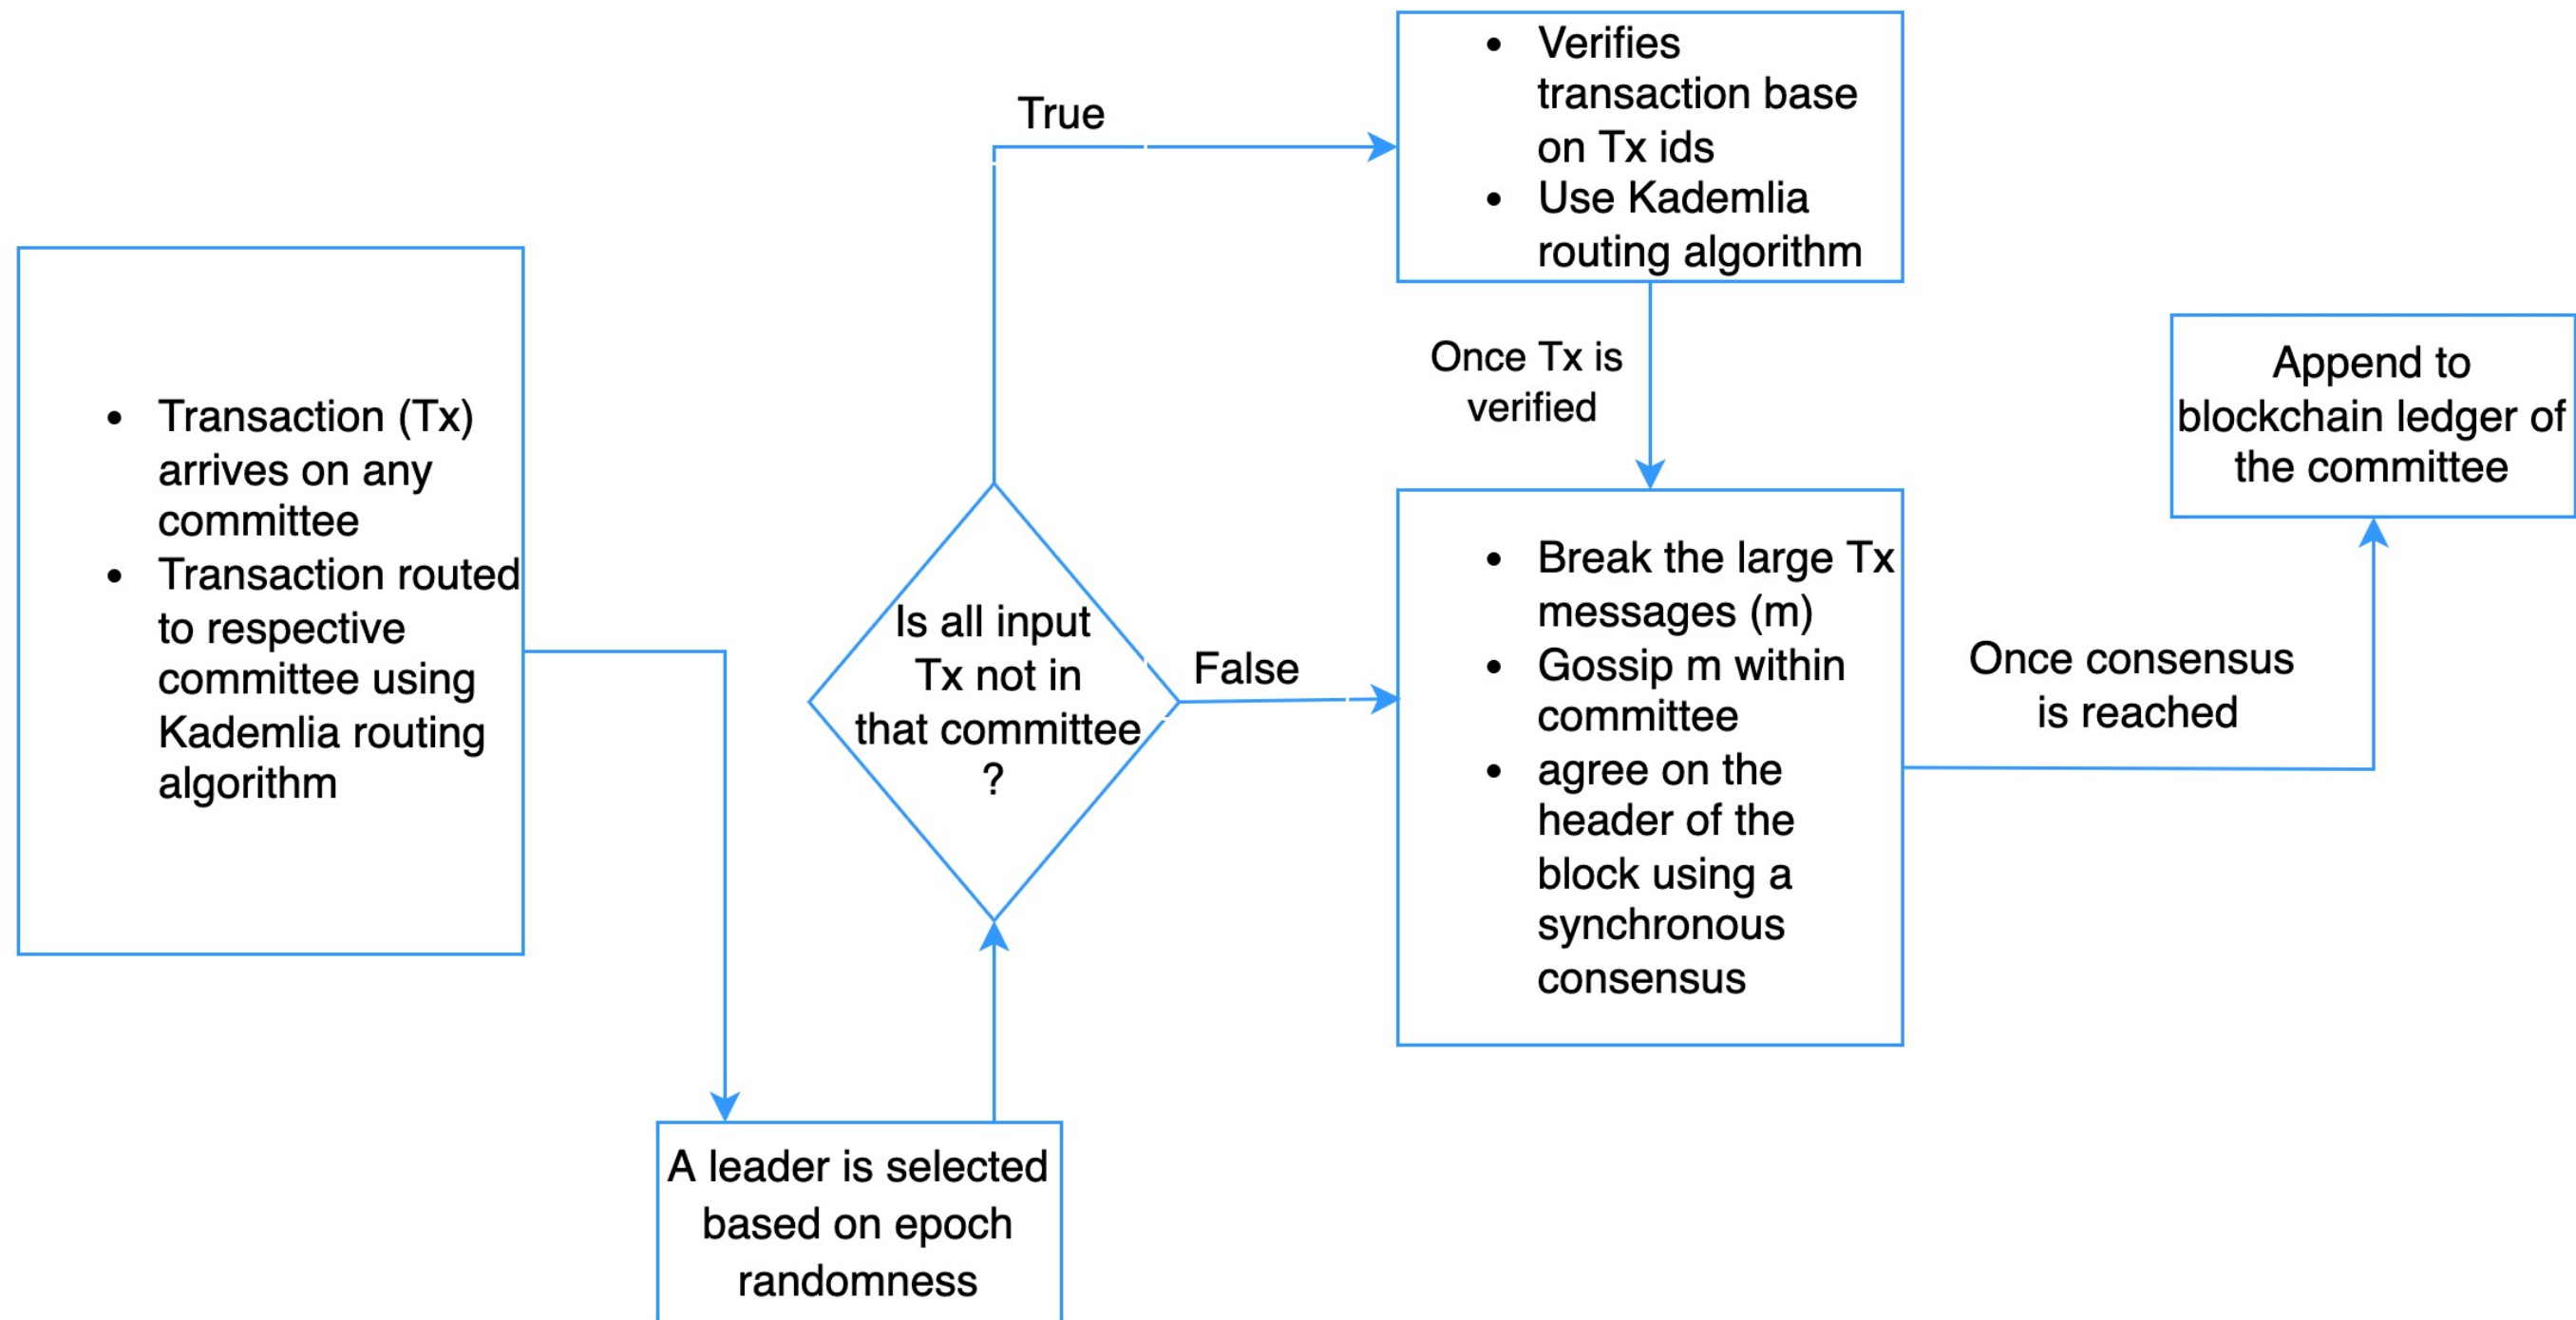 • Transaction (Tx)
arrives on any
committee
• Transaction routed
to respective
committee using
Kademlia routing
algorithm
A leader is selected
based on epoch
randomness
Is all input
Tx not in
that committee
?
True
• Verifies
transaction base
on Tx ids
• Use Kademlia
routing algorithm
Once Tx is
verified
False
• Break the large Tx
messages (m)
• Gossip m within
committee
• agree on the
header of the
block using a
synchronous
consensus
Once consensus
is reached
Append to
blockchain ledger of
the committee